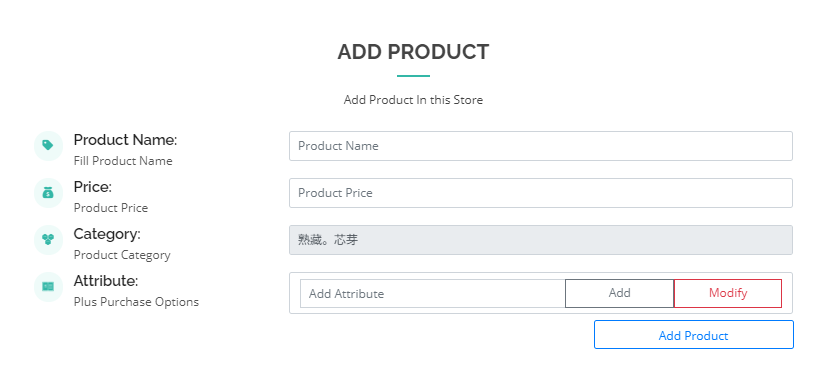 ADD PRODUCT
Add Product In this Store
Product Name:
Fill Product Name
Product Name
Price:
Product Price
Product Price
Category:
Product Category
熟藏。芯芽
Attribute:
Plus Purchase Options
Add Attribute
Add
Modify
Add Product